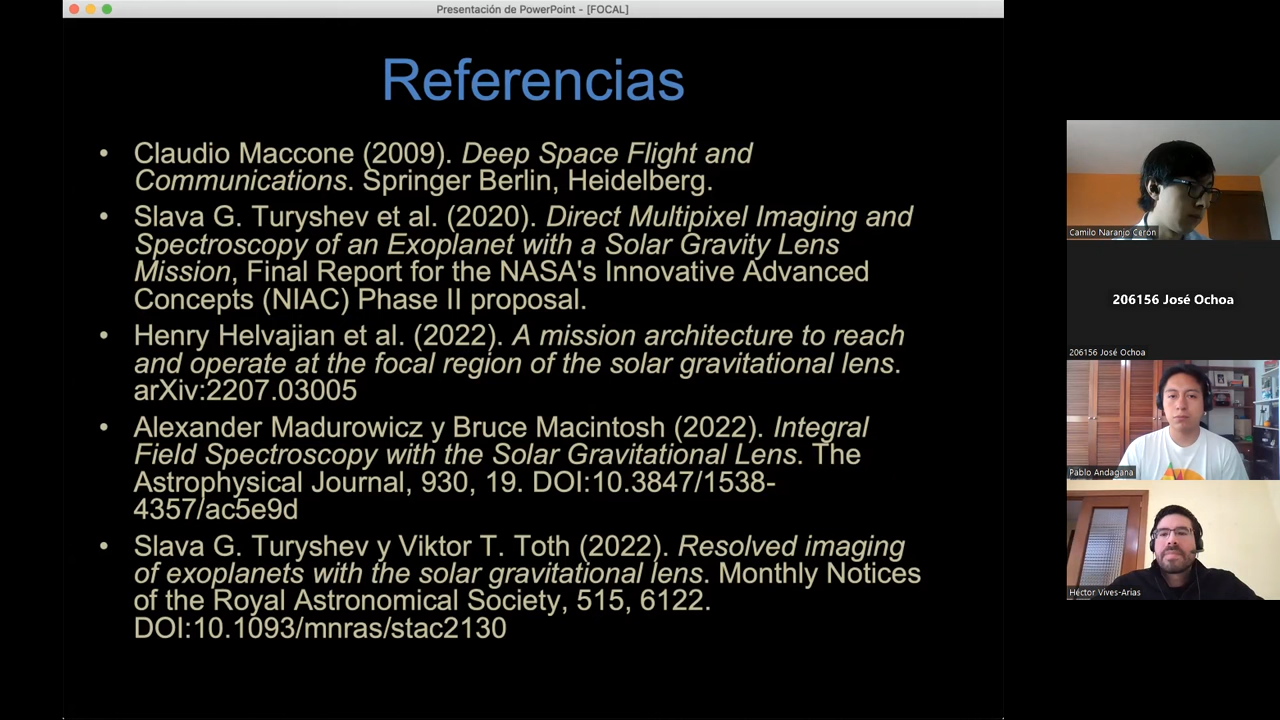 Presentación de PowerPoint - [FOCAL]
Referencias
• Claudio Maccone (2009). Deep Space Flight and
Communications. Springer Berlin, Heidelberg.
• Slava G. Turyshev et al. (2020). Direct Multipixel Imaging and
Spectroscopy of an Exoplanet with a Solar Gravity Lens
Mission, Final Report for the NASA's Innovative Advanced
Concepts (NIAC) Phase II proposal.
• Henry Helvajian et al. (2022). A mission architecture to reach
and operate at the focal region of the solar gravitational lens.
arXiv:2207.03005
• Alexander Madurowicz y Bruce Macintosh (2022). Integral
Field Spectroscopy with the Solar Gravitational Lens. The
Astrophysical Journal, 930, 19. DOI:10.3847/1538-
4357/ac5e9d
• Slava G. Turyshev y Viktor T. Toth (2022). Resolved imaging
of exoplanets with the solar gravitational lens. Monthly Notices
of the Royal Astronomical Society, 515, 6122.
DOI:10.1093/mnras/stac2130
Camilo Naranjo Cerón
206156 José Ochoa
206156 José Ochoa
Pablo Andagana
Héctor Vives-Arias